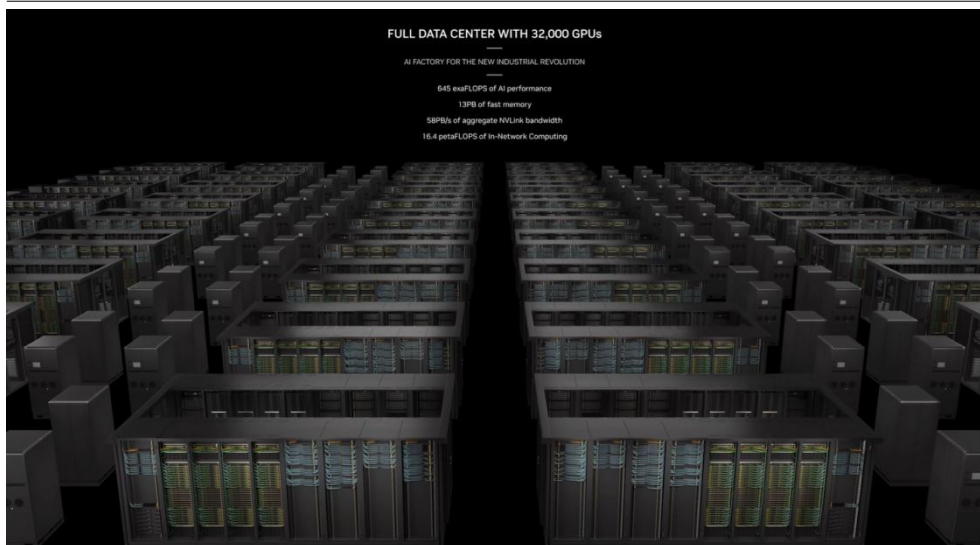 FULL DATA CENTER WITH 32,000 GPUs
AI FACTORY FOR THE NEW INDUSTRIAL REVOLUTION
645 exaFLOPS of AI performance
13PB of fast memory
58PB/s of aggregate NVLink bandwidth
16.4 petaFLOPS of In-Network Computing